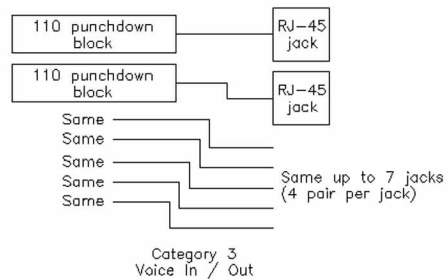 110 punchdown
block
RJ-45
jack
110 punchdown
block
RJ-45
jack
Same
Same
Same
Same
Same
Same up to 7 jacks
(4 pair per jack)
Category 3
Voice In / Out